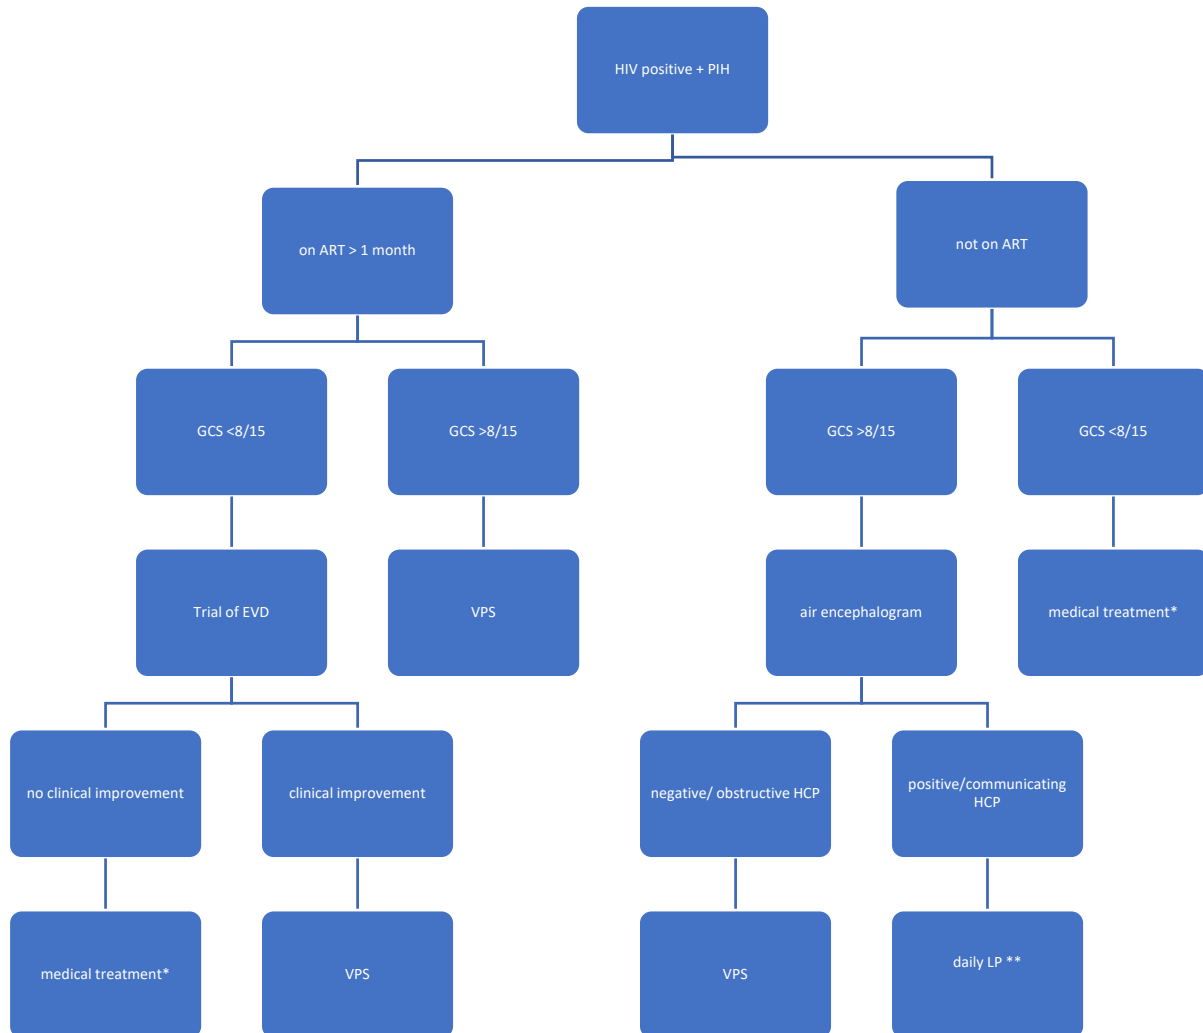 HIV positive + PIH
on ART > 1 month
not on ART
GCS <8/15
GCS >8/15
GCS >8/15
GCS <8/15
Trial of EVD
VPS
air encephalogram
medical treatment*
no clinical improvement
clinical improvement
negative/ obstructive HCP
positive/communicating
HCP
medical treatment*
VPS
VPS
daily LP **